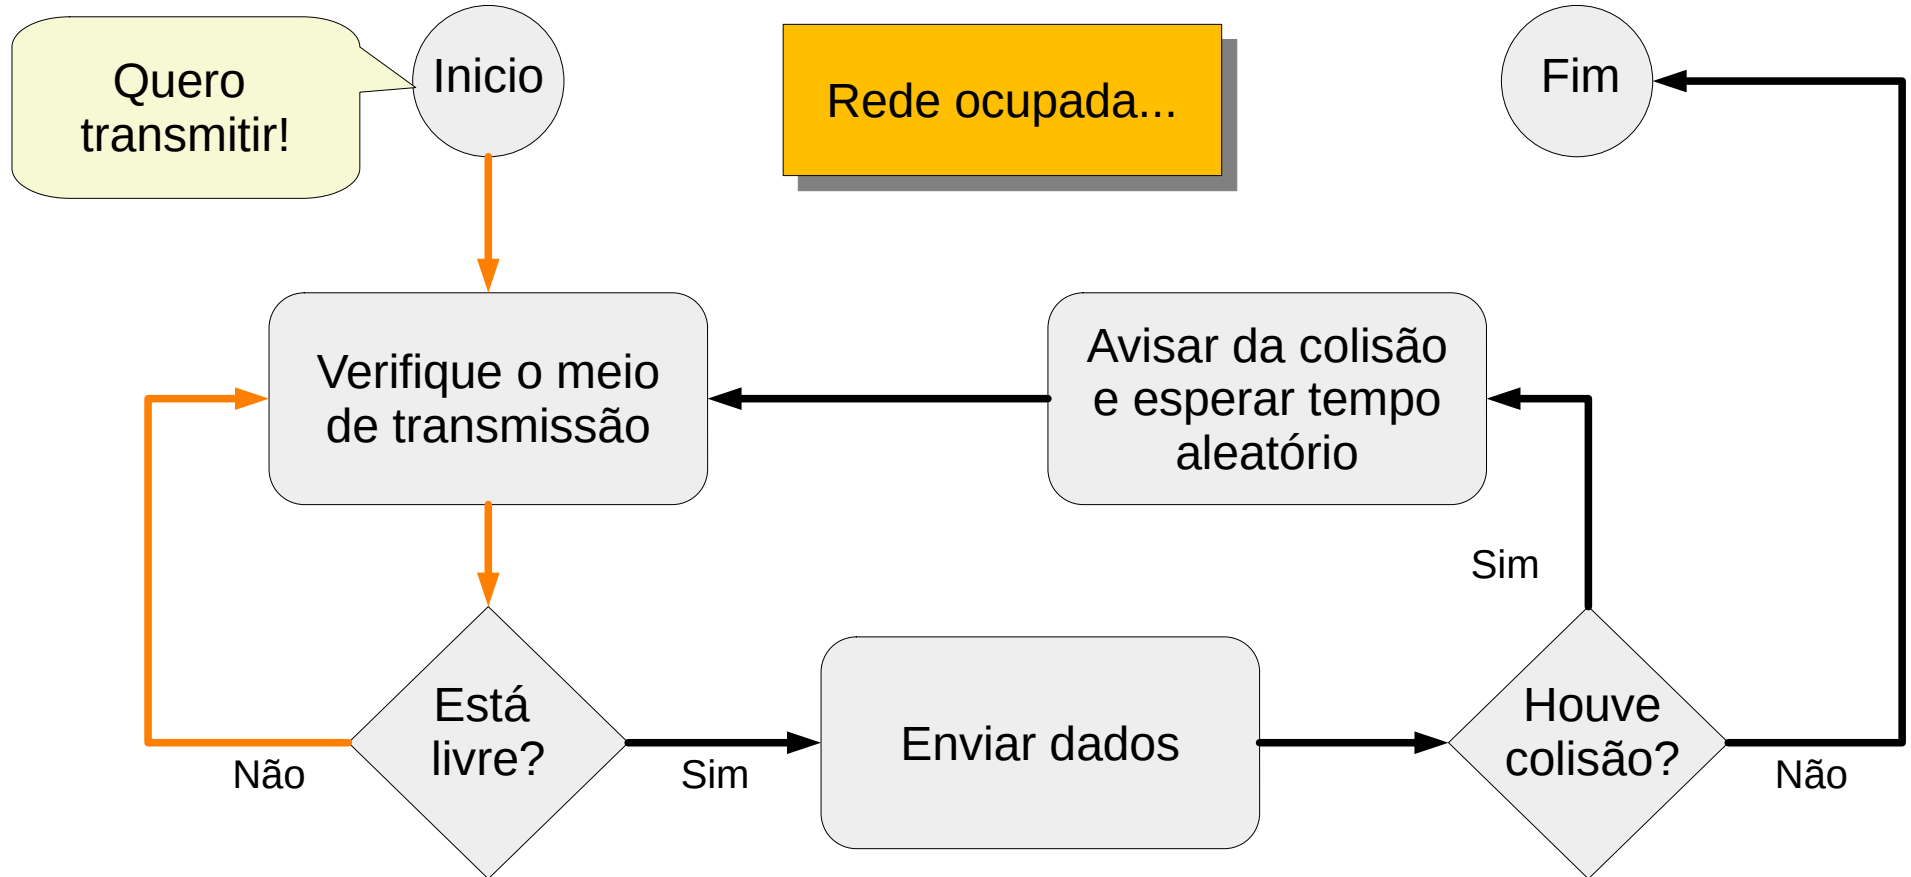 Quero
transmitir!
Inicio
Rede ocupada...
Fim
Verifique o meio
de transmissão
Avisar da colisão
e esperar tempo
aleatório
Sim
Está
livre?
Não
Sim
Enviar dados
Houve
colisão?
Não